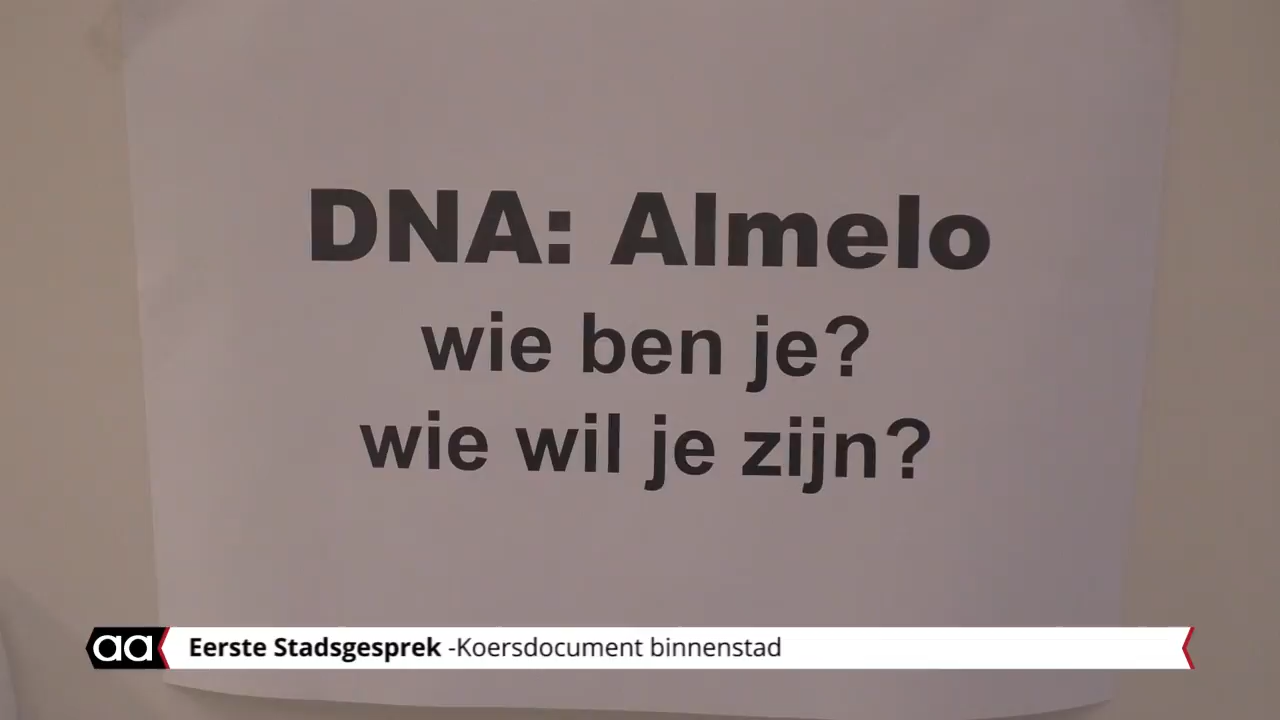 DNA: Almelo
wie ben je?
wie wil je zijn?
aa Eerste Stadsgesprek -Koersdocument binnenstad